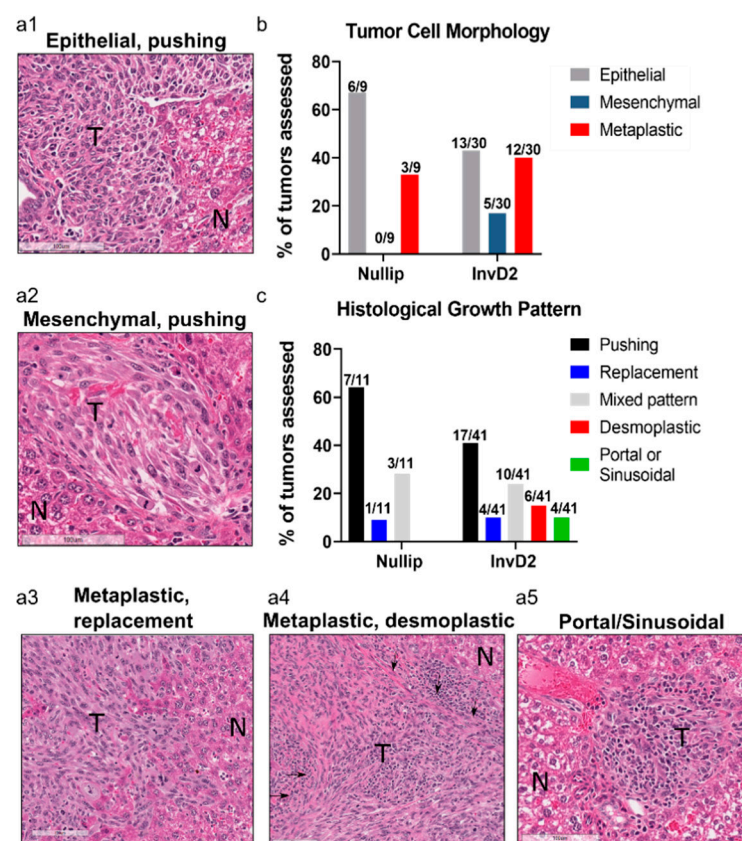 a1
Epithelial, pushing
T
N
100um
b
Tumor Cell Morphology
% of tumors assessed
80
60
40
20
0
6/9
0/9
3/9
13/30
5/30
12/30
Nullip
InvD2
Epithelial
Mesenchymal
Metaplastic
a2
Mesenchymal, pushing
T
N
100um
c
Histological Growth Pattern
% of tumors assessed
80
60
40
20
0
7/11
1/11
3/11
17/41
4/41
10/41
6/41
4/41
Nullip
InvD2
Pushing
Replacement
Mixed pattern
Desmoplastic
Portal or
Sinusoidal
a3
Metaplastic,
replacement
T
N
a4
Metaplastic, desmoplastic
N
T
a5
Portal/Sinusoidal
T
N